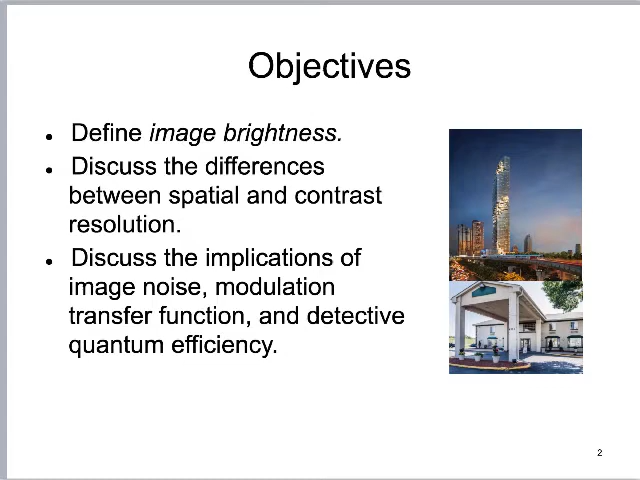 Objectives
• Define image brightness.
• Discuss the differences
between spatial and contrast
resolution.
• Discuss the implications of
image noise, modulation
transfer function, and detective
quantum efficiency.
2